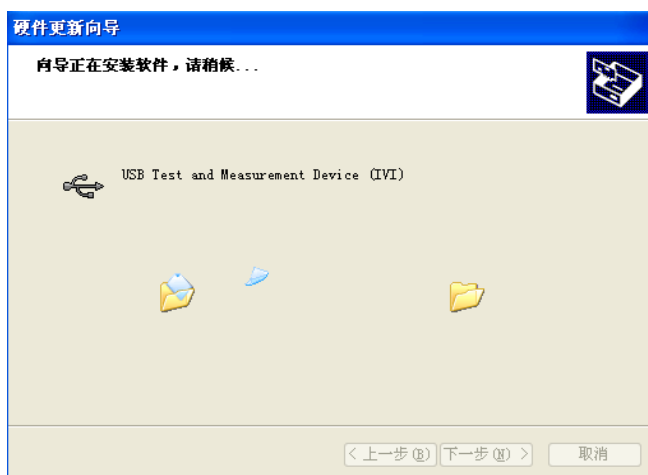 硬件更新向导
向导正在安装软件，请稍候...
USB Test and Measurement Device (IVI)
< 上一步(B) 下一步(N) > 取消